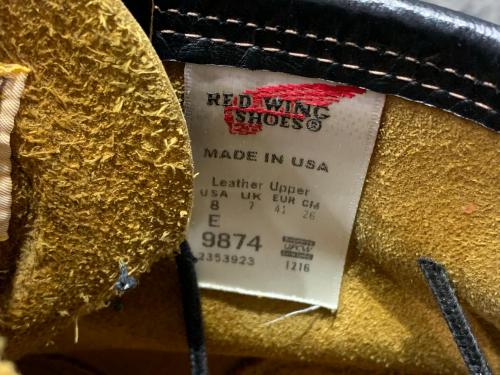 RED WING
SHOES®
MADE IN USA
Leather Upper
USA UK EUR CM
8 7 41 26
E
9874
2353923
UFCW
1216